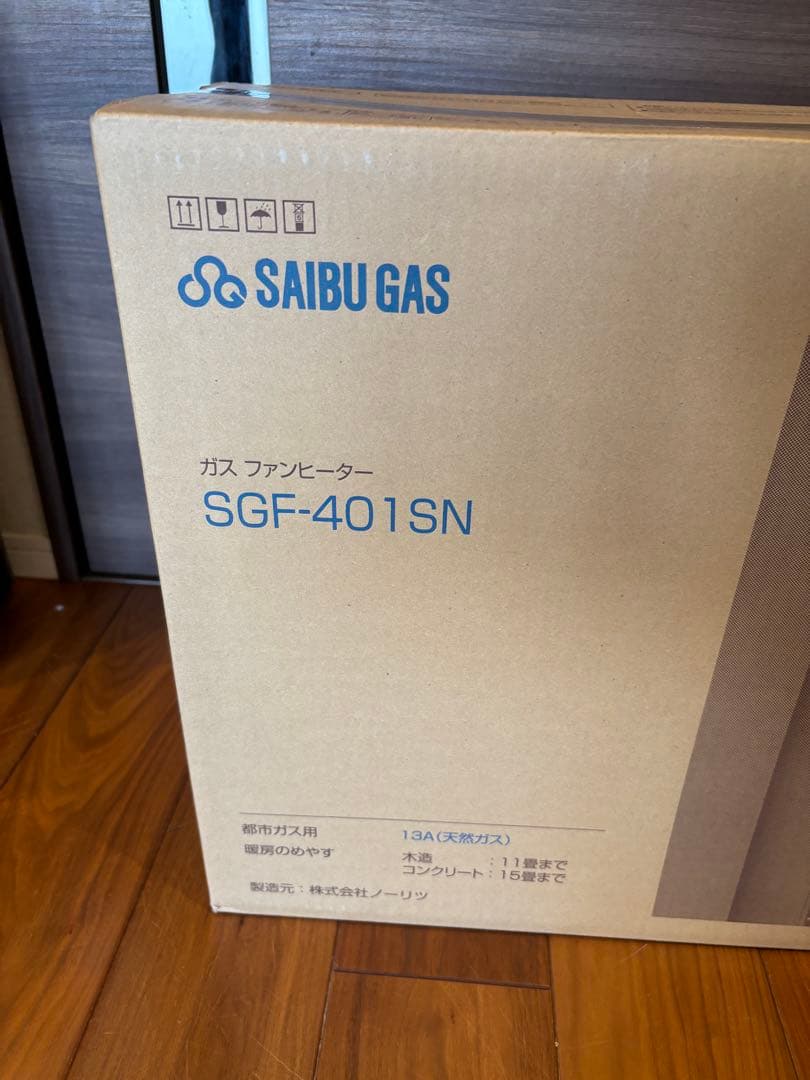 SAIBU GAS
ガス ファンヒーター
SGF-401SN
都市ガス用 13A(天然ガス)
暖房のめやす 木造 : 11畳まで
コンクリート : 15畳まで
製造元 : 株式会社ノーリツ